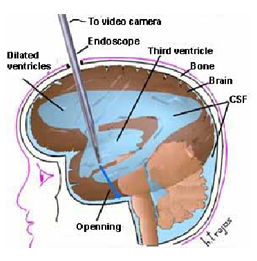 To video camera
Endoscope
Third ventricle
Dilated
ventricles
Bone
Brain
CSF
Openning
h.t.rojas